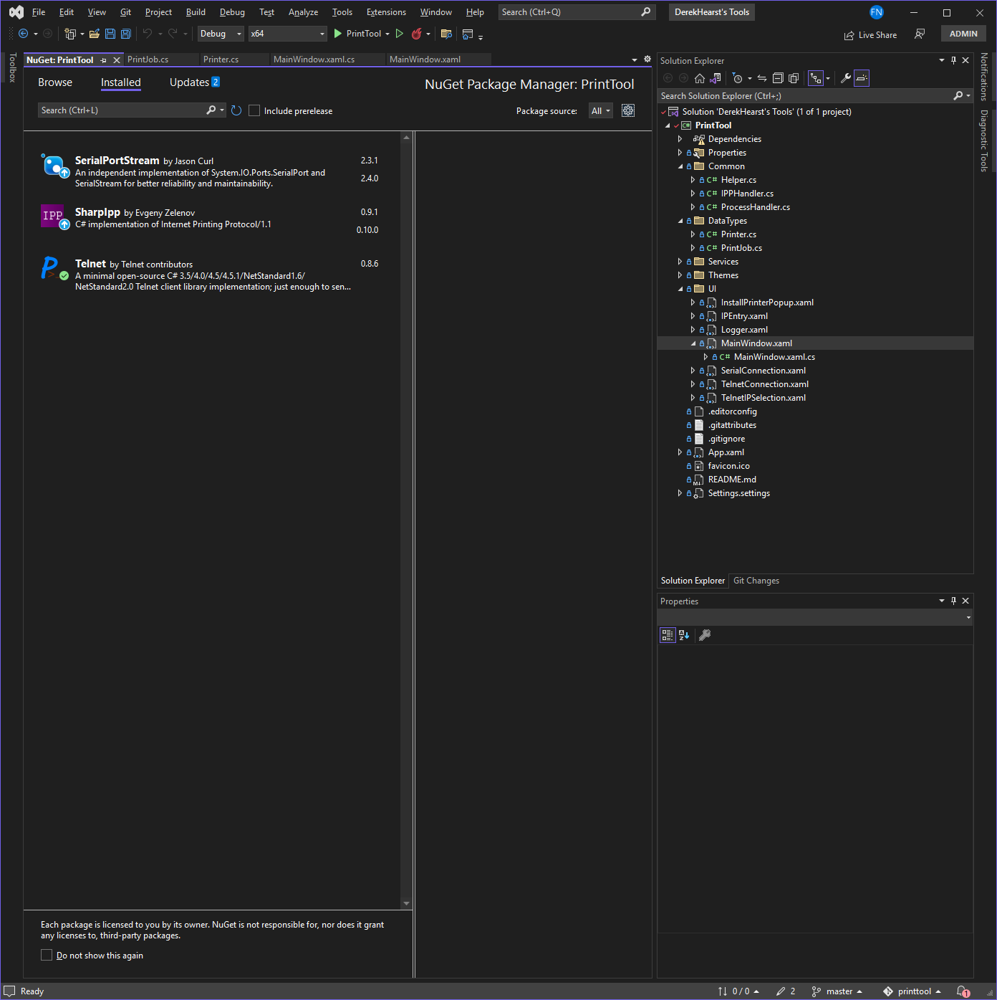 File Edit View Git Project Build Debug Test Analyze Tools Extensions Window Help Search (Ctrl+Q) DerekHearst's Tools FN
Debug x64 PrintTool Live Share ADMIN
Toolbox
NuGet: PrintTool PrintJob.cs Printer.cs MainWindow.xaml.cs MainWindow.xaml
Browse Installed Updates 2 NuGet Package Manager: PrintTool
Search (Ctrl+L) Include prerelease Package source: All
SerialPortStream by Jason Curl 2.3.1
An independent implementation of System.IO.Ports.SerialPort and
SerialStream for better reliability and maintainability.
2.4.0
IPP
SharpIpp by Evgeny Zelenov 0.9.1
C# implementation of Internet Printing Protocol/1.1
0.10.0
Telnet by Telnet contributors 0.8.6
A minimal open-source C# 3.5/4.0/4.5/4.5.1/NetStandard1.6/
NetStandard2.0 Telnet client library implementation; just enough to sen...
Each package is licensed to you by its owner. NuGet is not responsible for, nor does it grant
any licenses to, third-party packages.
Do not show this again
Solution Explorer
Search Solution Explorer (Ctrl+;)
Solution 'DerekHearst's Tools' (1 of 1 project)
C# PrintTool
Dependencies
Properties
Common
C# Helper.cs
C# IPPHandler.cs
C# ProcessHandler.cs
DataTypes
C# Printer.cs
C# PrintJob.cs
Services
Themes
UI
InstallPrinterPopup.xaml
IPEntry.xaml
Logger.xaml
MainWindow.xaml
C# MainWindow.xaml.cs
SerialConnection.xaml
TelnetConnection.xaml
TelnetIPSelection.xaml
.editorconfig
.gitattributes
.gitignore
App.xaml
favicon.ico
README.md
Settings.settings
Solution Explorer Git Changes
Properties
Notifications
Diagnostic Tools
Ready 0 / 0 2 master printtool 1